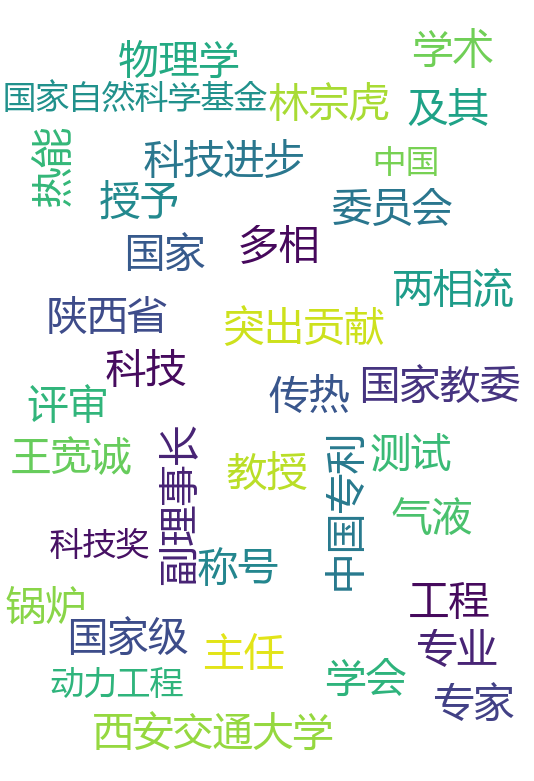 学术
物理学
国家自然科学基金
林宗虎
及其
热能
科技进步
中国
授予
委员会
国家
多相
两相流
陕西省
突出贡献
科技
传热
国家教委
评审
王宽诚
副理事长
教授
中国专利
测试
气液
科技奖
称号
锅炉
工程
国家级
主任
专业
动力工程
学会
专家
西安交通大学